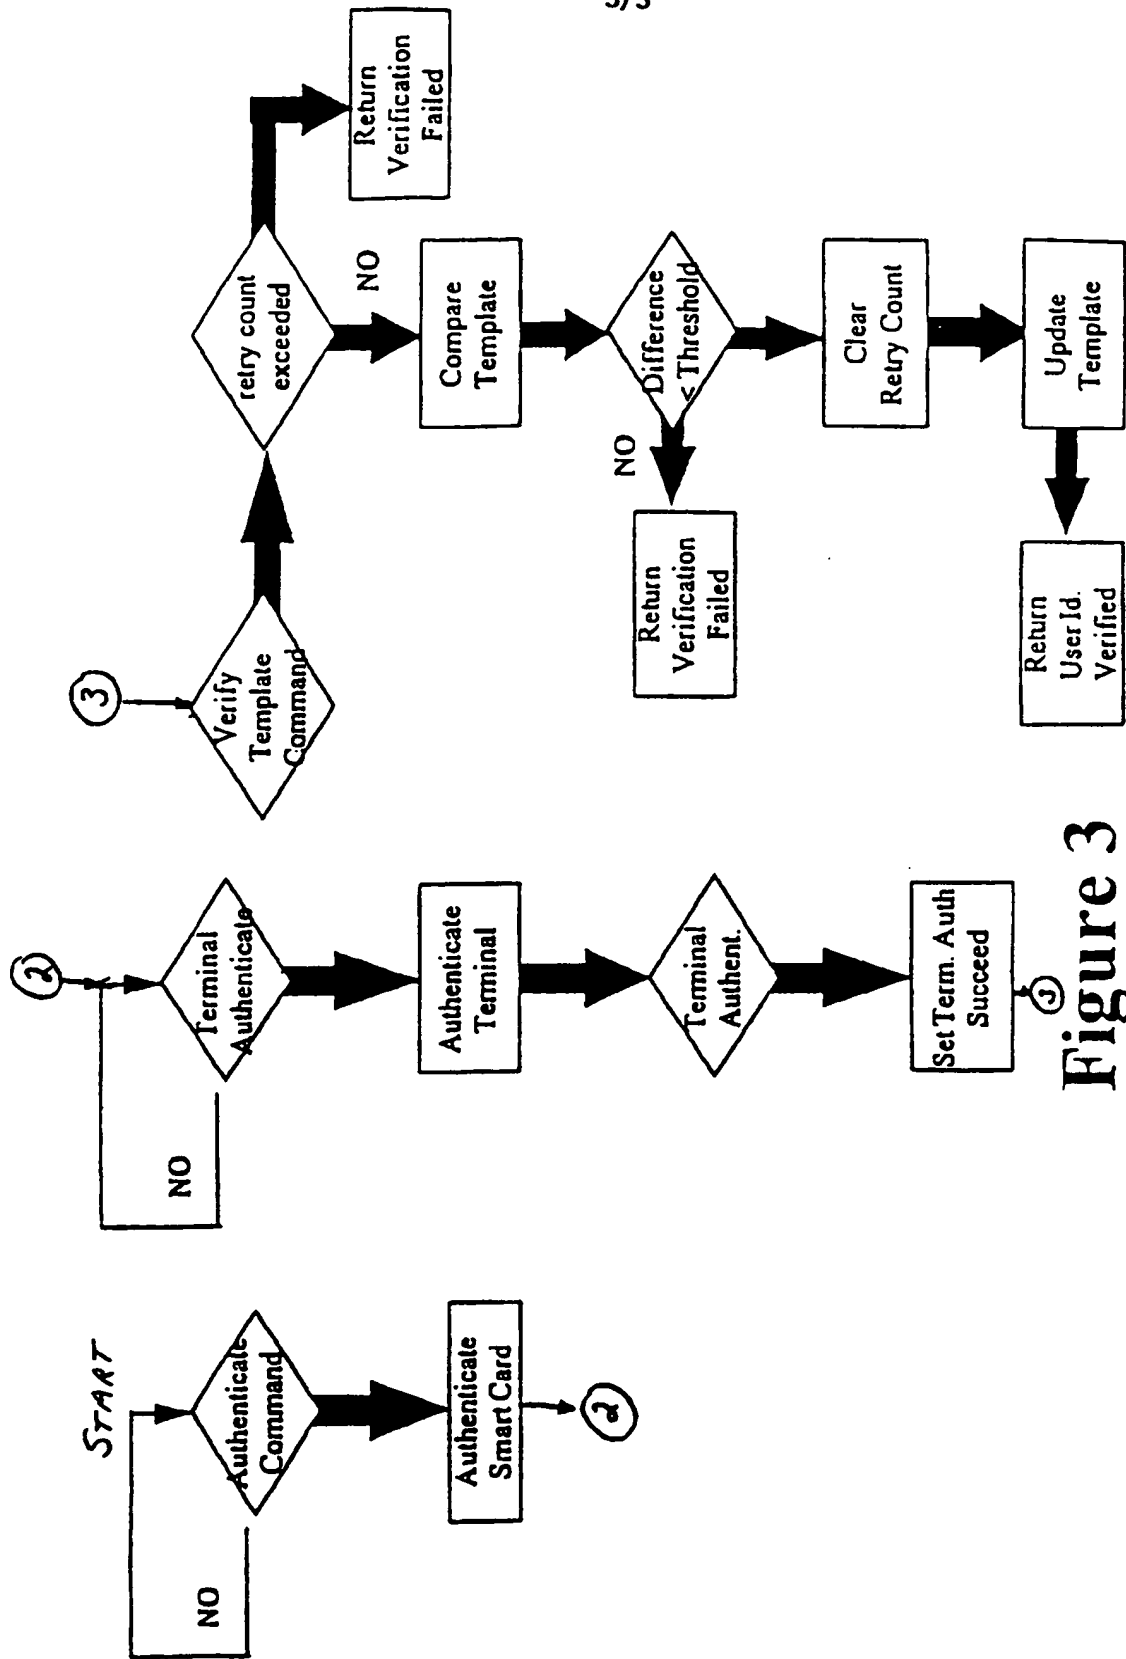 3/3
START
NO
Authenticate
Command
Authenticate
Smart Card
2
2
NO
Terminal
Authenticate
Authenticate
Terminal
Terminal
Authent.
Set Term. Auth
Succeed
3
3
Verify
Template
Command
retry count
exceeded
Return
Verification
Failed
NO
Compare
Template
Difference
< Threshold
NO
Return
Verification
Failed
Clear
Retry Count
Update
Template
Return
User Id.
Verified
Figure 3